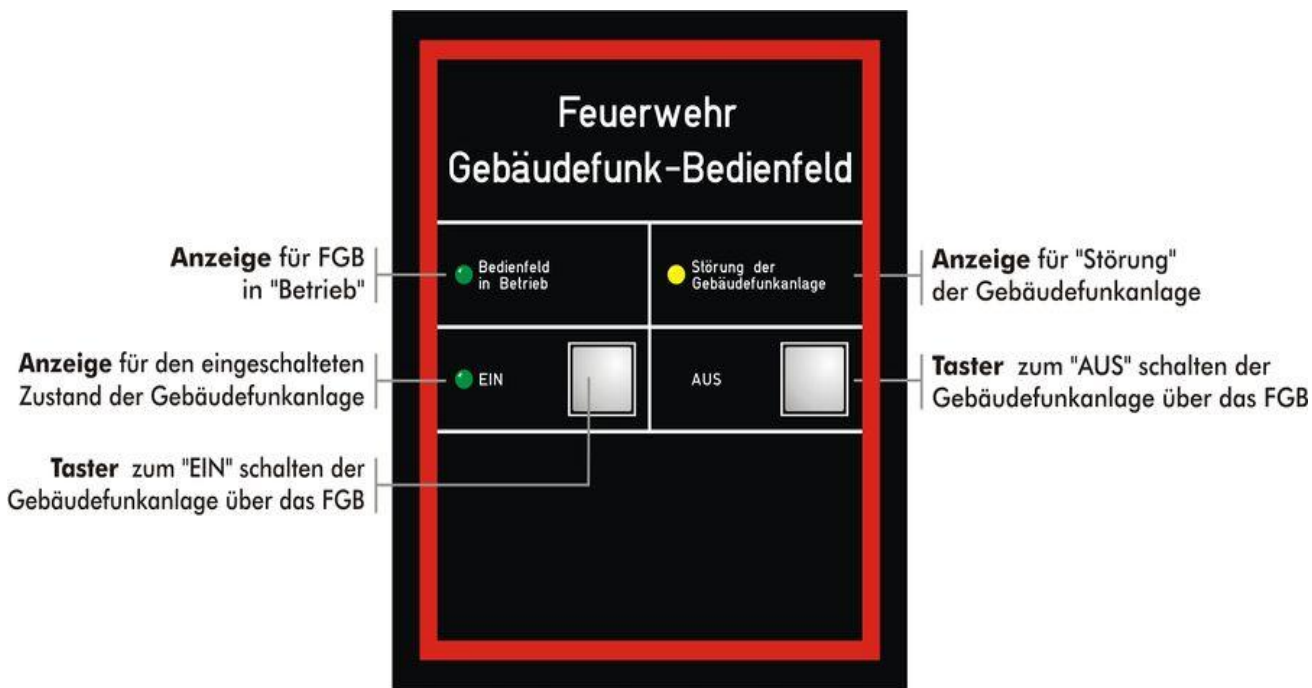 Feuerwehr
Gebäudefunk-Bedienfeld
Anzeige für FGB
in "Betrieb"
Bedienfeld
in Betrieb
Störung der
Gebäudefunkanlage
Anzeige für "Störung"
der Gebäudefunkanlage
Anzeige für den eingeschalteten
Zustand der Gebäudefunkanlage
EIN
AUS
Taster zum "AUS" schalten der
Gebäudefunkanlage über das FGB
Taster zum "EIN" schalten der
Gebäudefunkanlage über das FGB